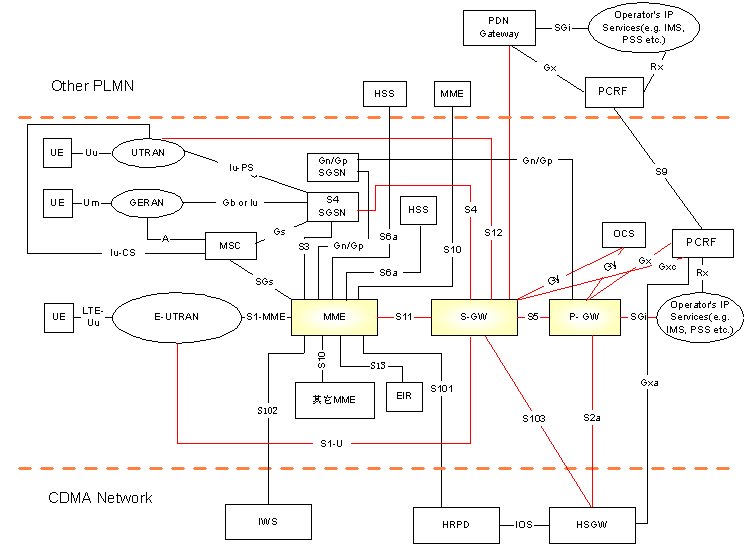 PDN
Gateway
SGi
Operator's IP
Services(e.g. IMS,
PSS etc.)
Gx
Rx
Other PLMN
HSS
MME
PCRF
UE
Uu
UTRAN
Iu-PS
Gn/Gp
SGSN
Gn/Gp
S9
UE
Um
GERAN
Gb or Iu
S4
SGSN
HSS
S4
S12
OCS
PCRF
A
MSC
Gs
Iu-CS
S3
Gn/Gp
S6a
S10
Gy
Gy
Gx
Gxc
Rx
SGs
S6a
UE
LTE-
Uu
E-UTRAN
S1-MME
MME
S11
S-GW
S5
P- GW
SGi
Operator's IP
Services(e.g.
IMS, PSS etc.)
S10
S13
S101
Gxa
其它MME
EIR
S102
S103
S2a
S1-U
CDMA Network
IWS
HRPD
IOS
HSGW